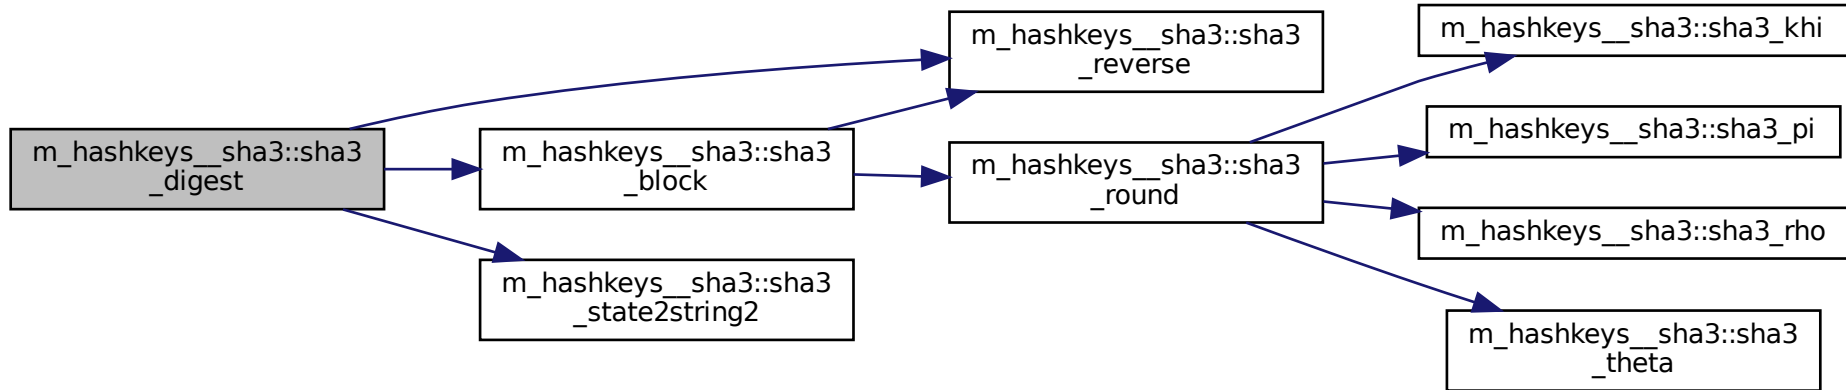 m_hashkeys__sha3::sha3
_digest
m_hashkeys__sha3::sha3
_block
m_hashkeys__sha3::sha3
_state2string2
m_hashkeys__sha3::sha3
_reverse
m_hashkeys__sha3::sha3
_round
m_hashkeys__sha3::sha3_khi
m_hashkeys__sha3::sha3_pi
m_hashkeys__sha3::sha3_rho
m_hashkeys__sha3::sha3
_theta